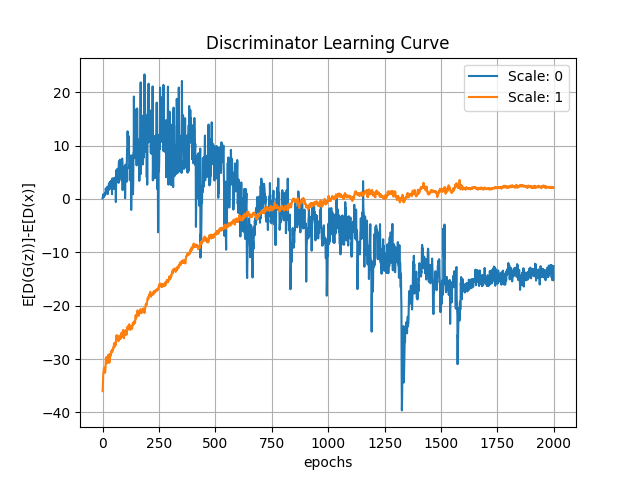 Discriminator Learning Curve
Scale: 0
Scale: 1
E[D(G(z))]-E[D(x)]
20
10
0
−10
−20
−30
−40
0 250 500 750 1000 1250 1500 1750 2000
epochs